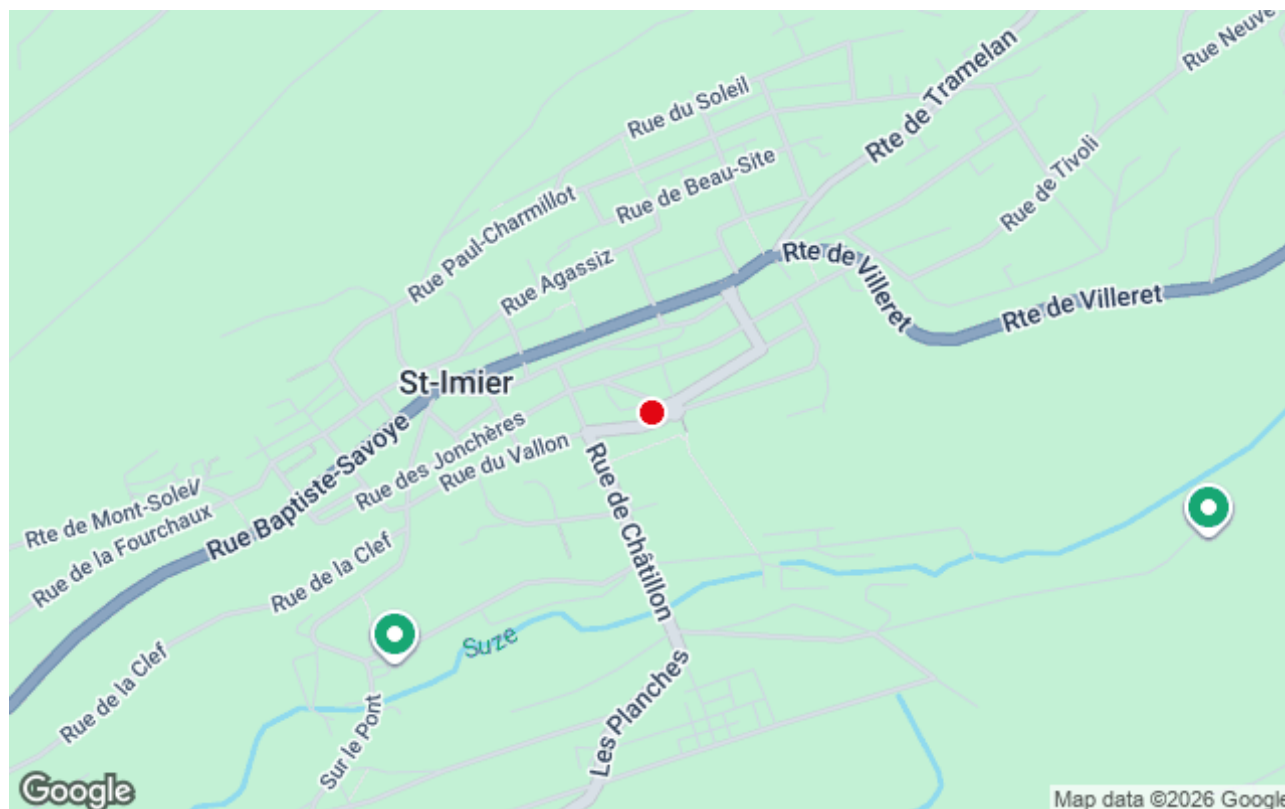 Rue Neuve
Rte de Tramelan
Rue du Soleil
Rue de Tivoli
Rue de Beau-Site
Rue Paul-Charmillot
Rue Agassiz
Rte de Villeret
Rte de Villeret
St-Imier
Rue des Jonchères
Rue du Vallon
Rue Baptiste-Savoye
Rte de Mont-Soleil
Rue de la Fourchaux
Rue de Châtillon
Rue de la Clef
Suze
Rue de la Clef
Sur le Pont
Les Planches
Google
Map data ©2026 Google